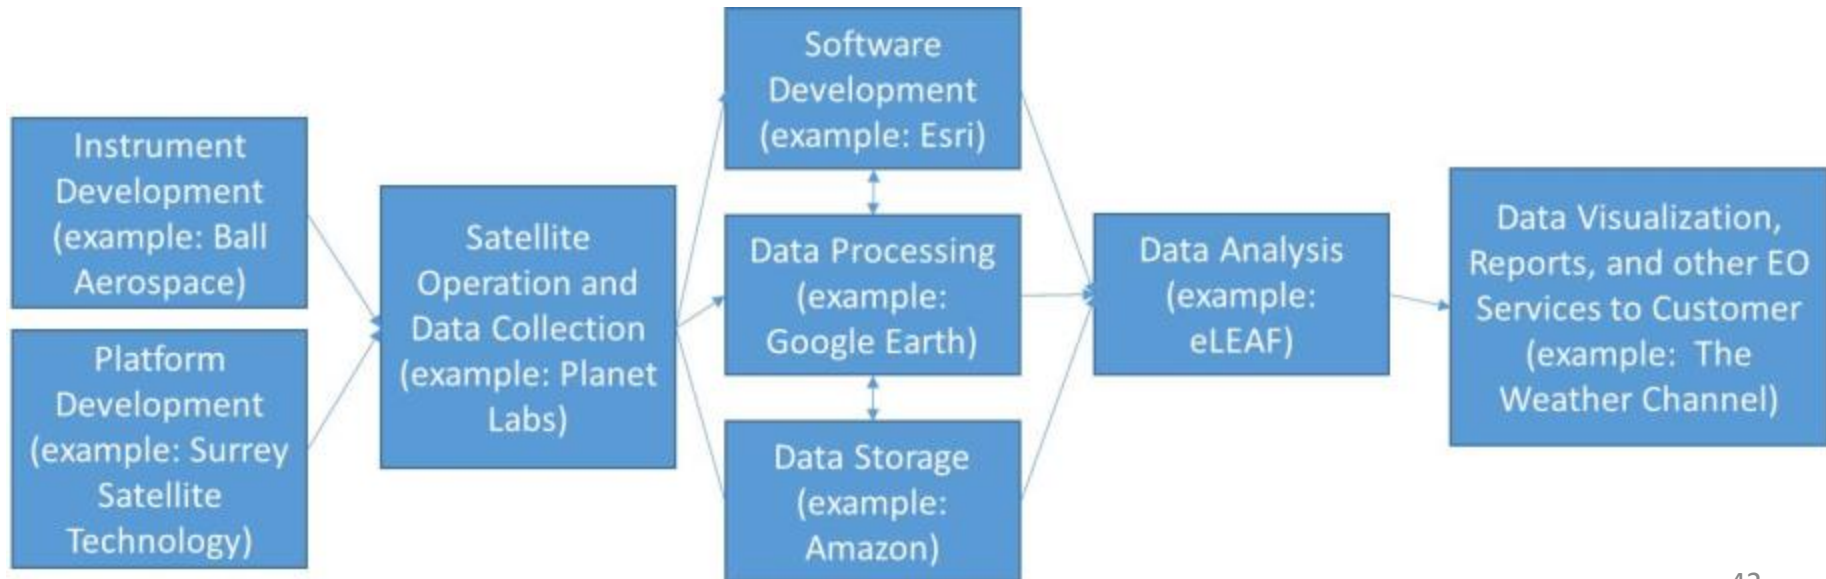 Instrument
Development
(example: Ball
Aerospace)
Platform
Development
(example: Surrey
Satellite
Technology)
Satellite
Operation and
Data Collection
(example: Planet
Labs)
Software
Development
(example: Esri)
Data Processing
(example:
Google Earth)
Data Storage
(example:
Amazon)
Data Analysis
(example:
eLEAF)
Data Visualization,
Reports, and other EO
Services to Customer
(example: The
Weather Channel)